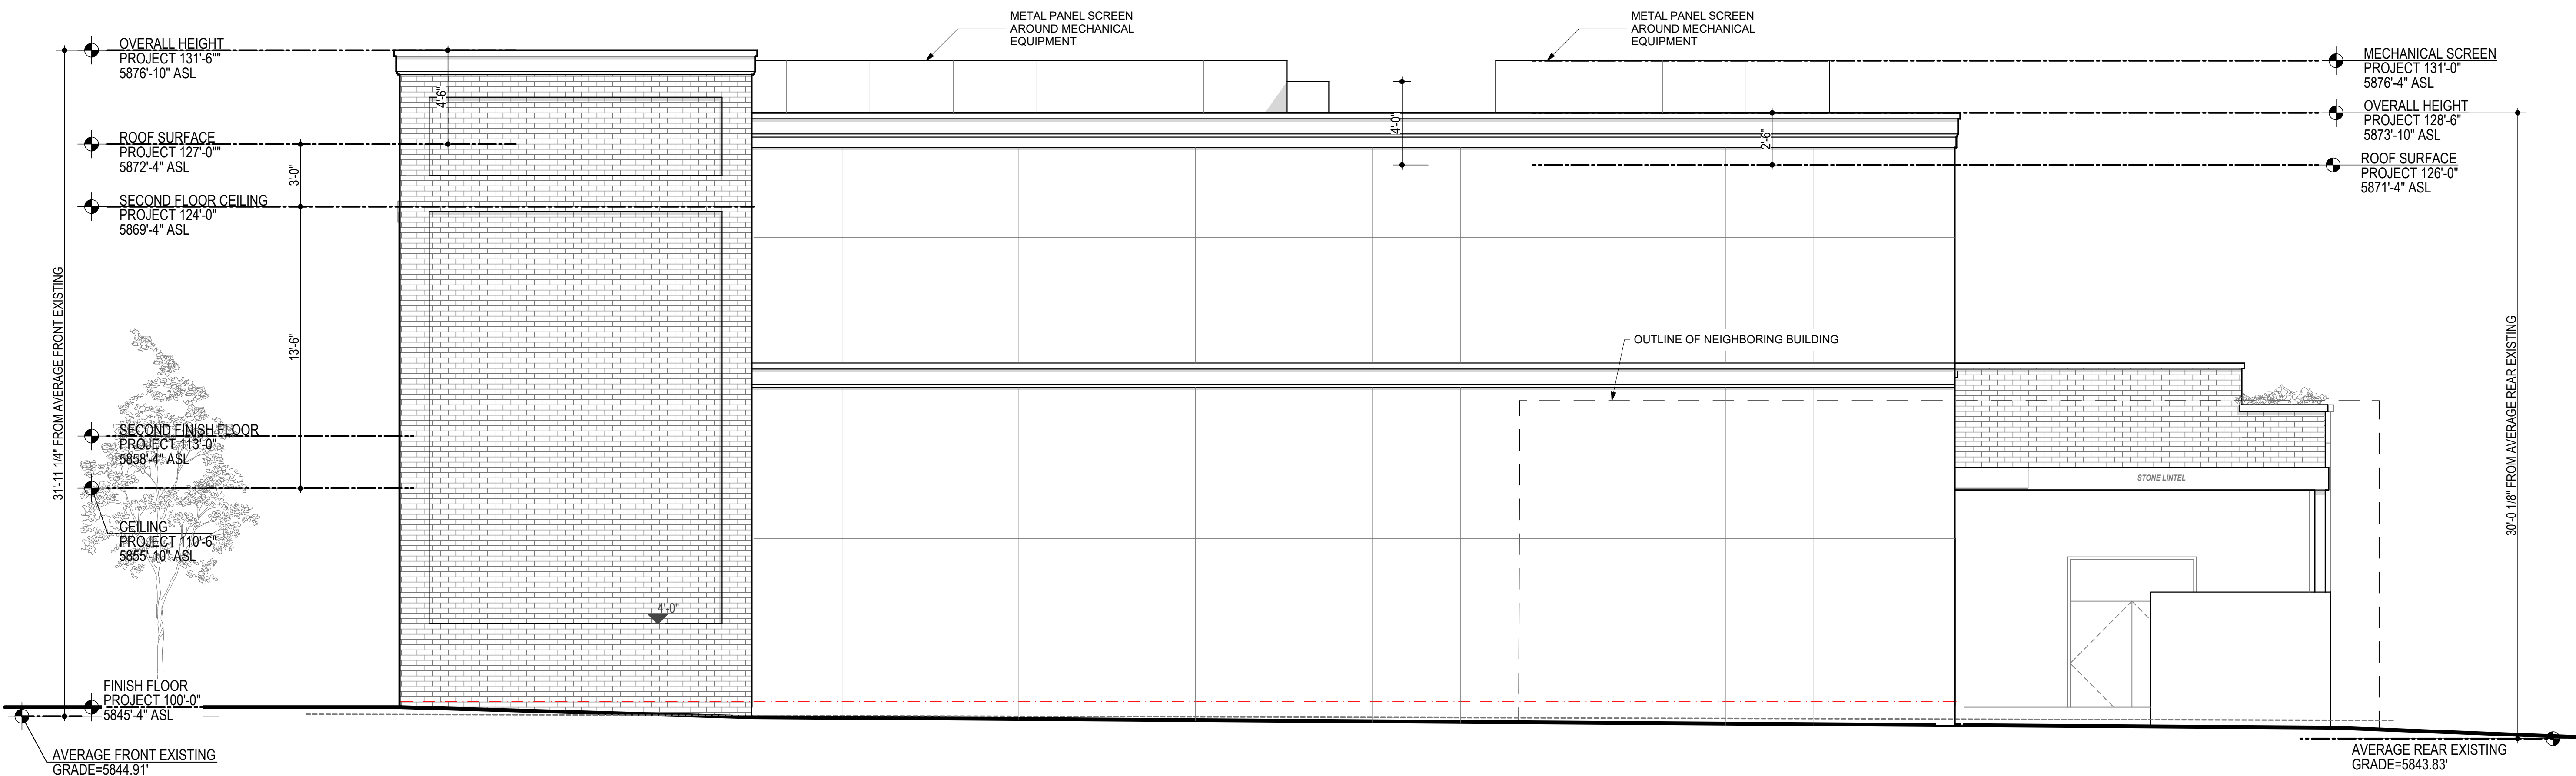 METAL PANEL SCREEN
AROUND MECHANICAL
EQUIPMENT
METAL PANEL SCREEN
AROUND MECHANICAL
EQUIPMENT
OVERALL HEIGHT
PROJECT 131'-6""
5876'-10" ASL
4'-6"
ROOF SURFACE
PROJECT 127'-0""
5872'-4" ASL
3'-0"
SECOND FLOOR CEILING
PROJECT 124'-0"
5869'-4" ASL
31'-11 1/4" FROM AVERAGE FRONT EXISTING
13'-6"
SECOND FINISH FLOOR
PROJECT 113'-0"
5858'-4" ASL
CEILING
PROJECT 110'-6"
5855'-10" ASL
4'-0"
FINISH FLOOR
PROJECT 100'-0"
5845'-4" ASL
AVERAGE FRONT EXISTING
GRADE=5844.91'
4'-0"
2'-6"
MECHANICAL SCREEN
PROJECT 131'-0"
5876'-4" ASL
OVERALL HEIGHT
PROJECT 128'-6"
5873'-10" ASL
ROOF SURFACE
PROJECT 126'-0"
5871'-4" ASL
OUTLINE OF NEIGHBORING BUILDING
STONE LINTEL
30'-0 1/8" FROM AVERAGE REAR EXISTING
AVERAGE REAR EXISTING
GRADE=5843.83'